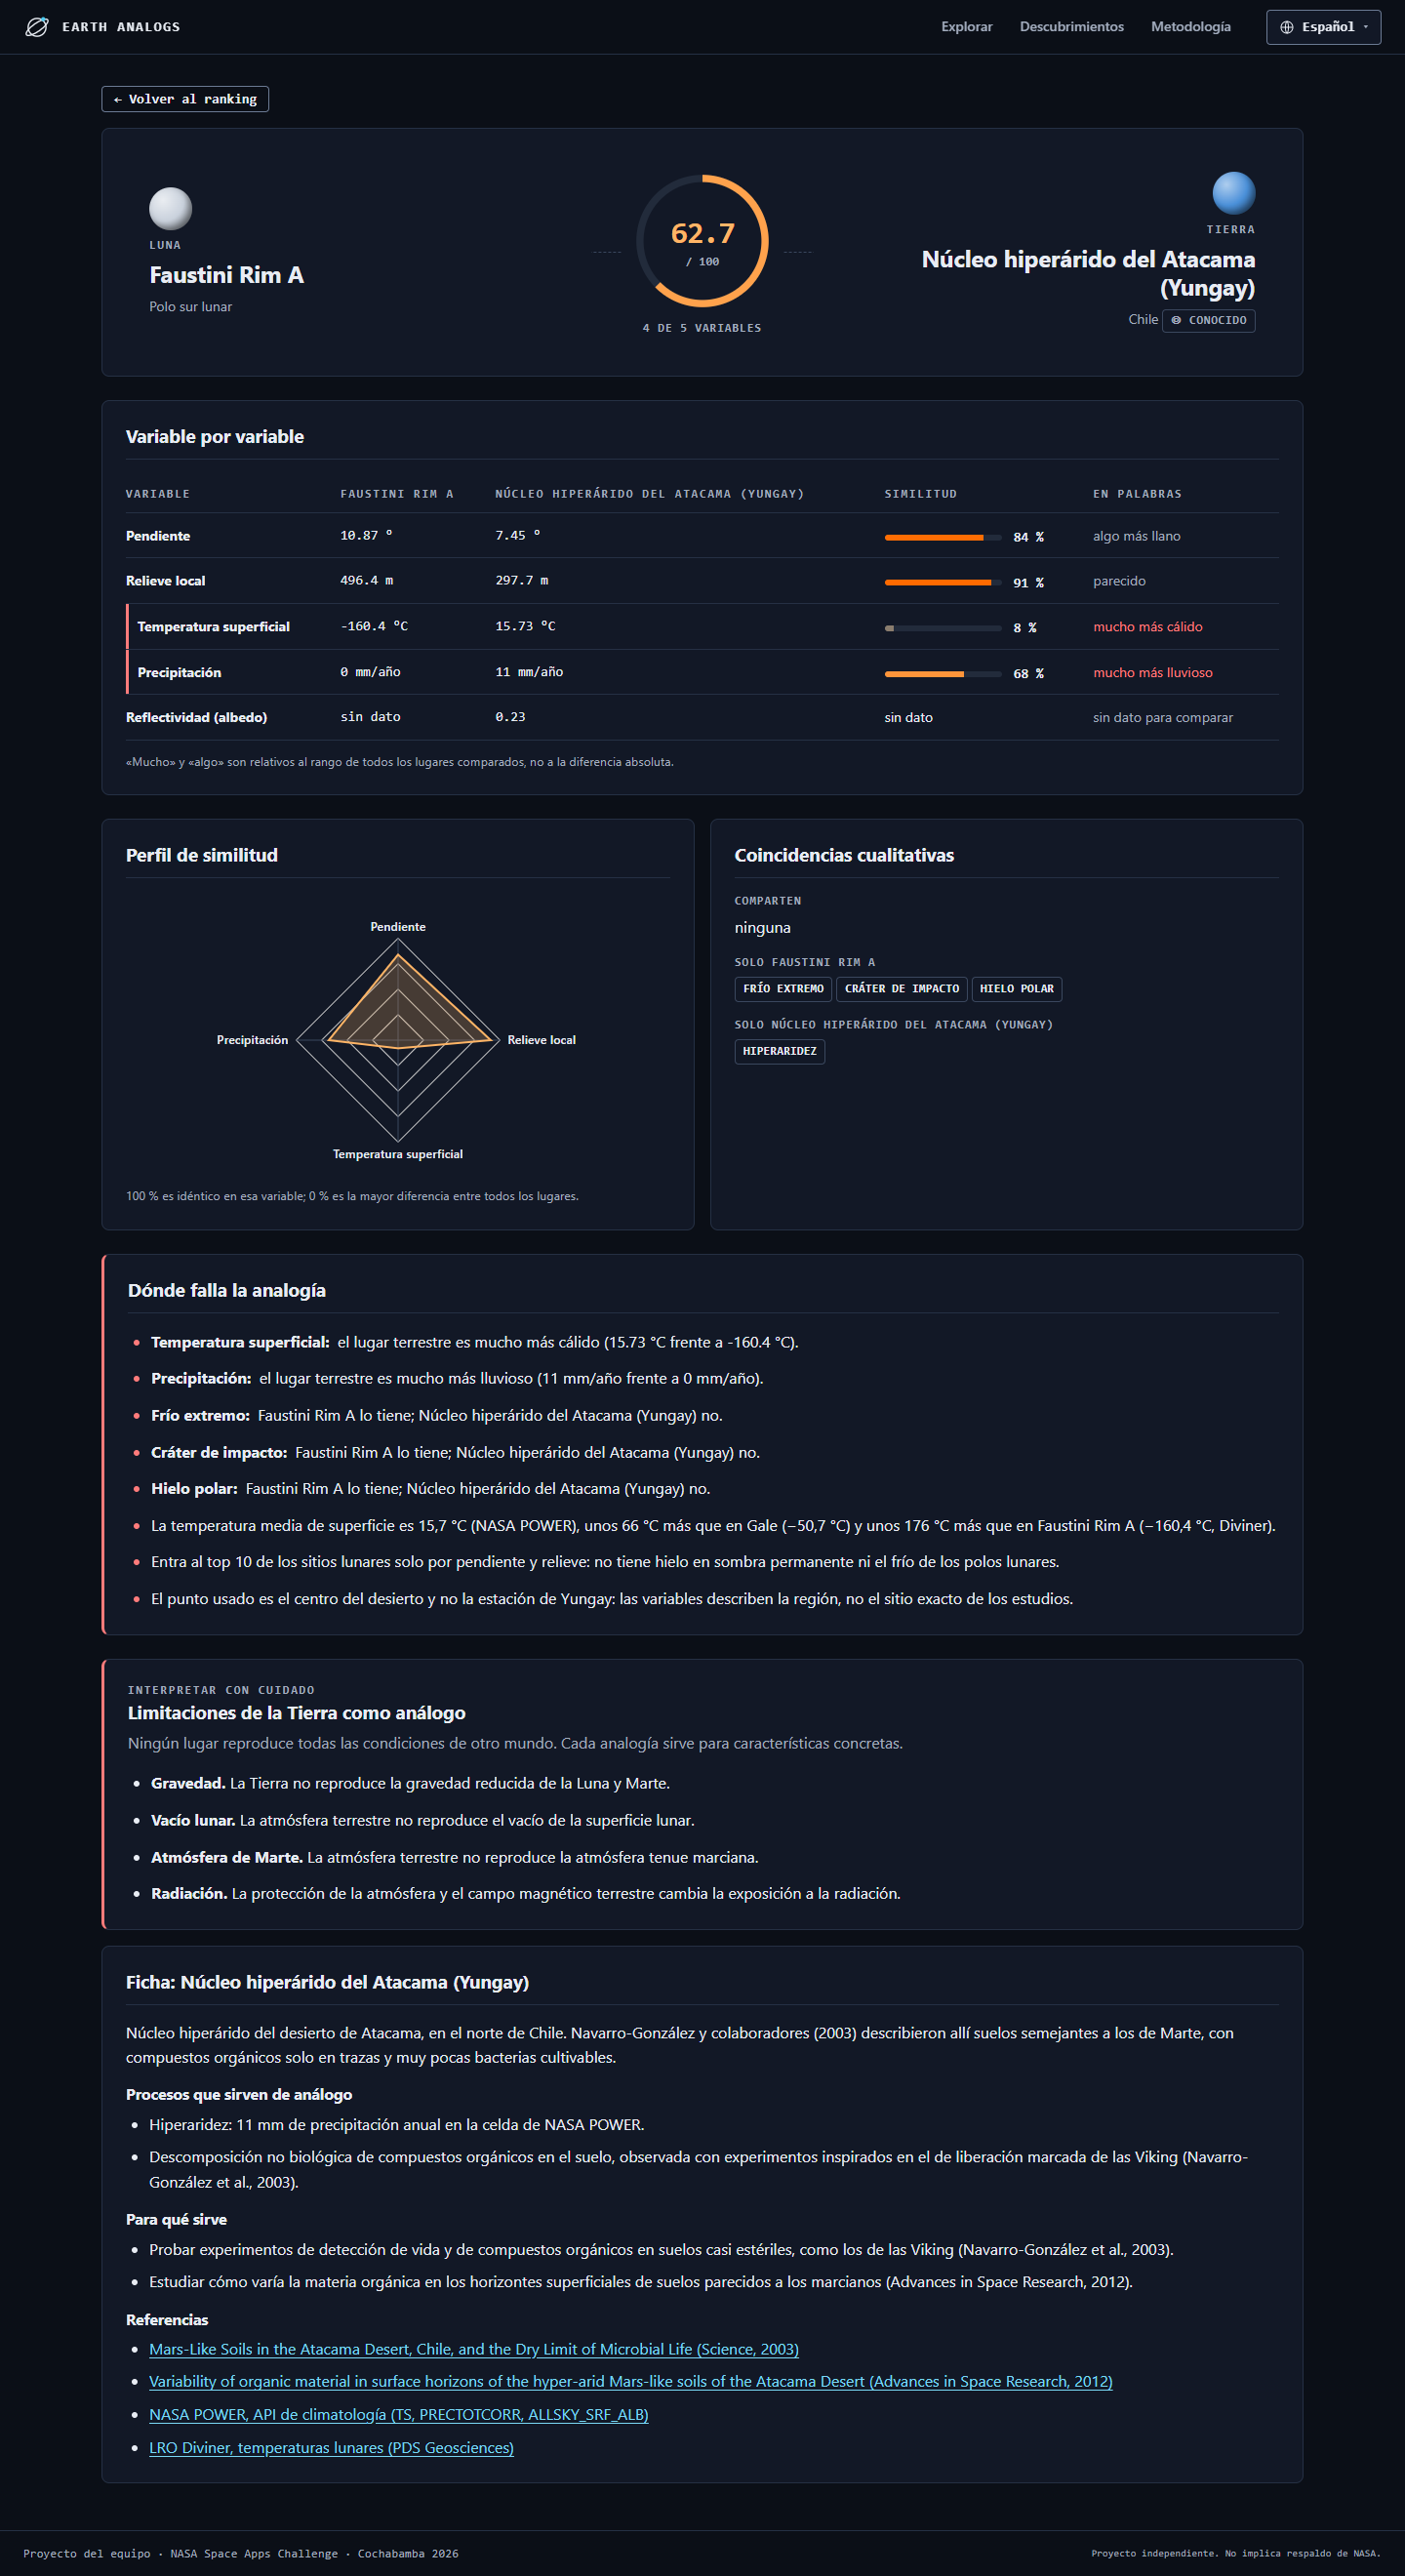 EARTH ANALOGS
Explorar
Descubrimientos
Metodología
Español
← Volver al ranking
LUNA
Faustini Rim A
Polo sur lunar
62.7
/ 100
4 DE 5 VARIABLES
TIERRA
Núcleo hiperárido del Atacama
(Yungay)
Chile
CONOCIDO
Variable por variable
VARIABLE FAUSTINI RIM A NÚCLEO HIPERÁRIDO DEL ATACAMA (YUNGAY) SIMILITUD EN PALABRAS
Pendiente 10.87 ° 7.45 ° 84 % algo más llano
Relieve local 496.4 m 297.7 m 91 % parecido
Temperatura superficial -160.4 °C 15.73 °C 8 % mucho más cálido
Precipitación 0 mm/año 11 mm/año 68 % mucho más lluvioso
Reflectividad (albedo) sin dato 0.23 sin dato sin dato para comparar
«Mucho» y «algo» son relativos al rango de todos los lugares comparados, no a la diferencia absoluta.
Perfil de similitud
Pendiente
Precipitación
Relieve local
Temperatura superficial
100 % es idéntico en esa variable; 0 % es la mayor diferencia entre todos los lugares.
Coincidencias cualitativas
COMPARTEN
ninguna
SOLO FAUSTINI RIM A
FRÍO EXTREMO CRÁTER DE IMPACTO HIELO POLAR
SOLO NÚCLEO HIPERÁRIDO DEL ATACAMA (YUNGAY)
HIPERARIDEZ
Dónde falla la analogía
Temperatura superficial: el lugar terrestre es mucho más cálido (15.73 °C frente a -160.4 °C).
Precipitación: el lugar terrestre es mucho más lluvioso (11 mm/año frente a 0 mm/año).
Frío extremo: Faustini Rim A lo tiene; Núcleo hiperárido del Atacama (Yungay) no.
Cráter de impacto: Faustini Rim A lo tiene; Núcleo hiperárido del Atacama (Yungay) no.
Hielo polar: Faustini Rim A lo tiene; Núcleo hiperárido del Atacama (Yungay) no.
La temperatura media de superficie es 15,7 °C (NASA POWER), unos 66 °C más que en Gale (−50,7 °C) y unos 176 °C más que en Faustini Rim A (−160,4 °C, Diviner).
Entra al top 10 de los sitios lunares solo por pendiente y relieve: no tiene hielo en sombra permanente ni el frío de los polos lunares.
El punto usado es el centro del desierto y no la estación de Yungay: las variables describen la región, no el sitio exacto de los estudios.
INTERPRETAR CON CUIDADO
Limitaciones de la Tierra como análogo
Ningún lugar reproduce todas las condiciones de otro mundo. Cada analogía sirve para características concretas.
Gravedad. La Tierra no reproduce la gravedad reducida de la Luna y Marte.
Vacío lunar. La atmósfera terrestre no reproduce el vacío de la superficie lunar.
Atmósfera de Marte. La atmósfera terrestre no reproduce la atmósfera tenue marciana.
Radiación. La protección de la atmósfera y el campo magnético terrestre cambia la exposición a la radiación.
Ficha: Núcleo hiperárido del Atacama (Yungay)
Núcleo hiperárido del desierto de Atacama, en el norte de Chile. Navarro-González y colaboradores (2003) describieron allí suelos semejantes a los de Marte, con
compuestos orgánicos solo en trazas y muy pocas bacterias cultivables.
Procesos que sirven de análogo
Hiperaridez: 11 mm de precipitación anual en la celda de NASA POWER.
Descomposición no biológica de compuestos orgánicos en el suelo, observada con experimentos inspirados en el de liberación marcada de las Viking (Navarro-
González et al., 2003).
Para qué sirve
Probar experimentos de detección de vida y de compuestos orgánicos en suelos casi estériles, como los de las Viking (Navarro-González et al., 2003).
Estudiar cómo varía la materia orgánica en los horizontes superficiales de suelos parecidos a los marcianos (Advances in Space Research, 2012).
Referencias
Mars-Like Soils in the Atacama Desert, Chile, and the Dry Limit of Microbial Life (Science, 2003)
Variability of organic material in surface horizons of the hyper-arid Mars-like soils of the Atacama Desert (Advances in Space Research, 2012)
NASA POWER, API de climatología (TS, PRECTOTCORR, ALLSKY_SRF_ALB)
LRO Diviner, temperaturas lunares (PDS Geosciences)
Proyecto del equipo · NASA Space Apps Challenge · Cochabamba 2026
Proyecto independiente. No implica respaldo de NASA.